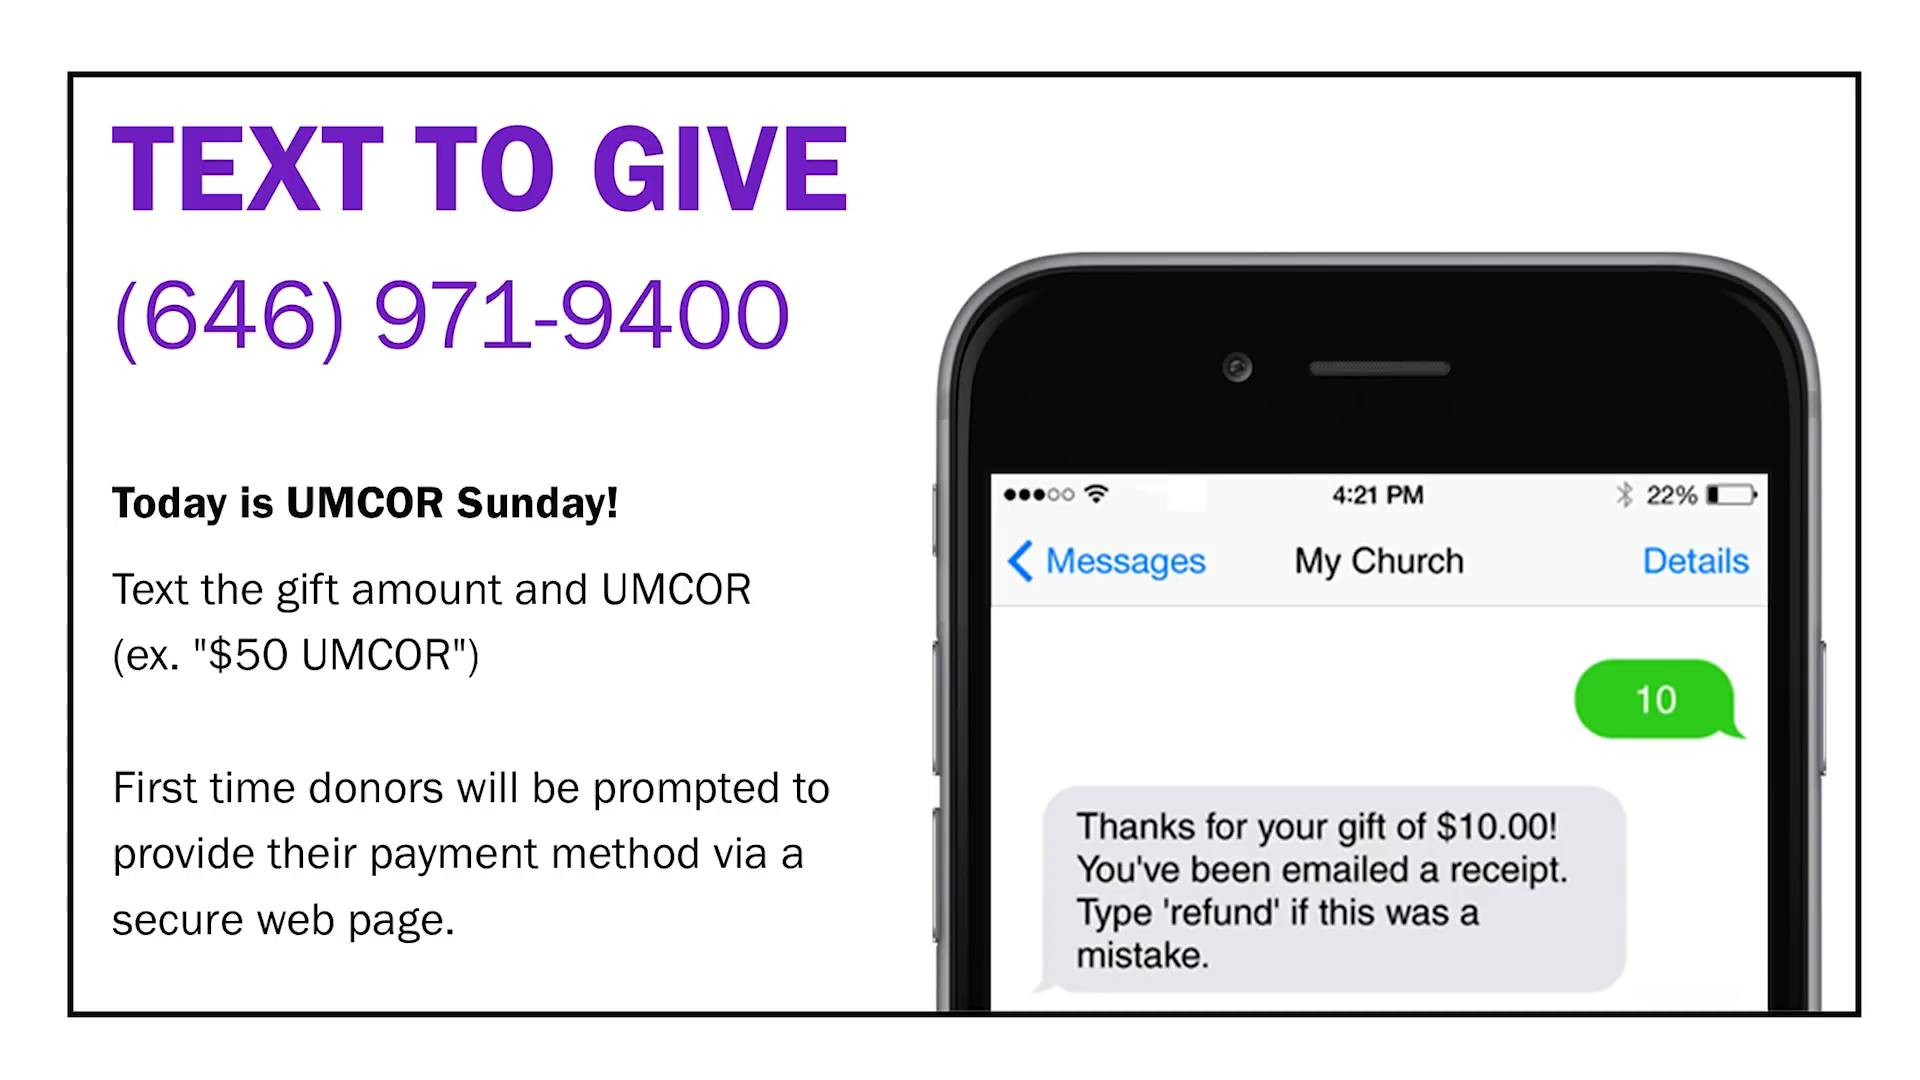 TEXT TO GIVE
(646) 971-9400
Today is UMCOR Sunday!
Text the gift amount and UMCOR
(ex. "$50 UMCOR")
First time donors will be prompted to
provide their payment method via a
secure web page.
4:21 PM
22%
Messages
My Church
Details
10
Thanks for your gift of $10.00!
You've been emailed a receipt.
Type 'refund' if this was a
mistake.